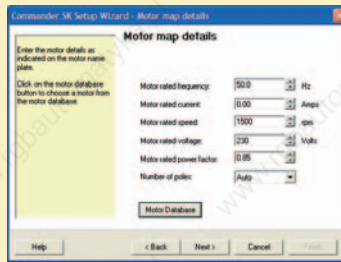 Commander SK Setup Wizard - Motor map details
Motor map details
Enter the motor details as
indicated on the motor name
plate.
Click on the motor database
button to choose a motor from
the motor database.
Motor rated frequency: 50.0 Hz
Motor rated current: 0.00 Amps
Motor rated speed: 1500 rpm
Motor rated voltage: 230 Volts
Motor rated power factor: 0.85
Number of poles: Auto
Motor Database
Help < Back Next > Cancel Finish